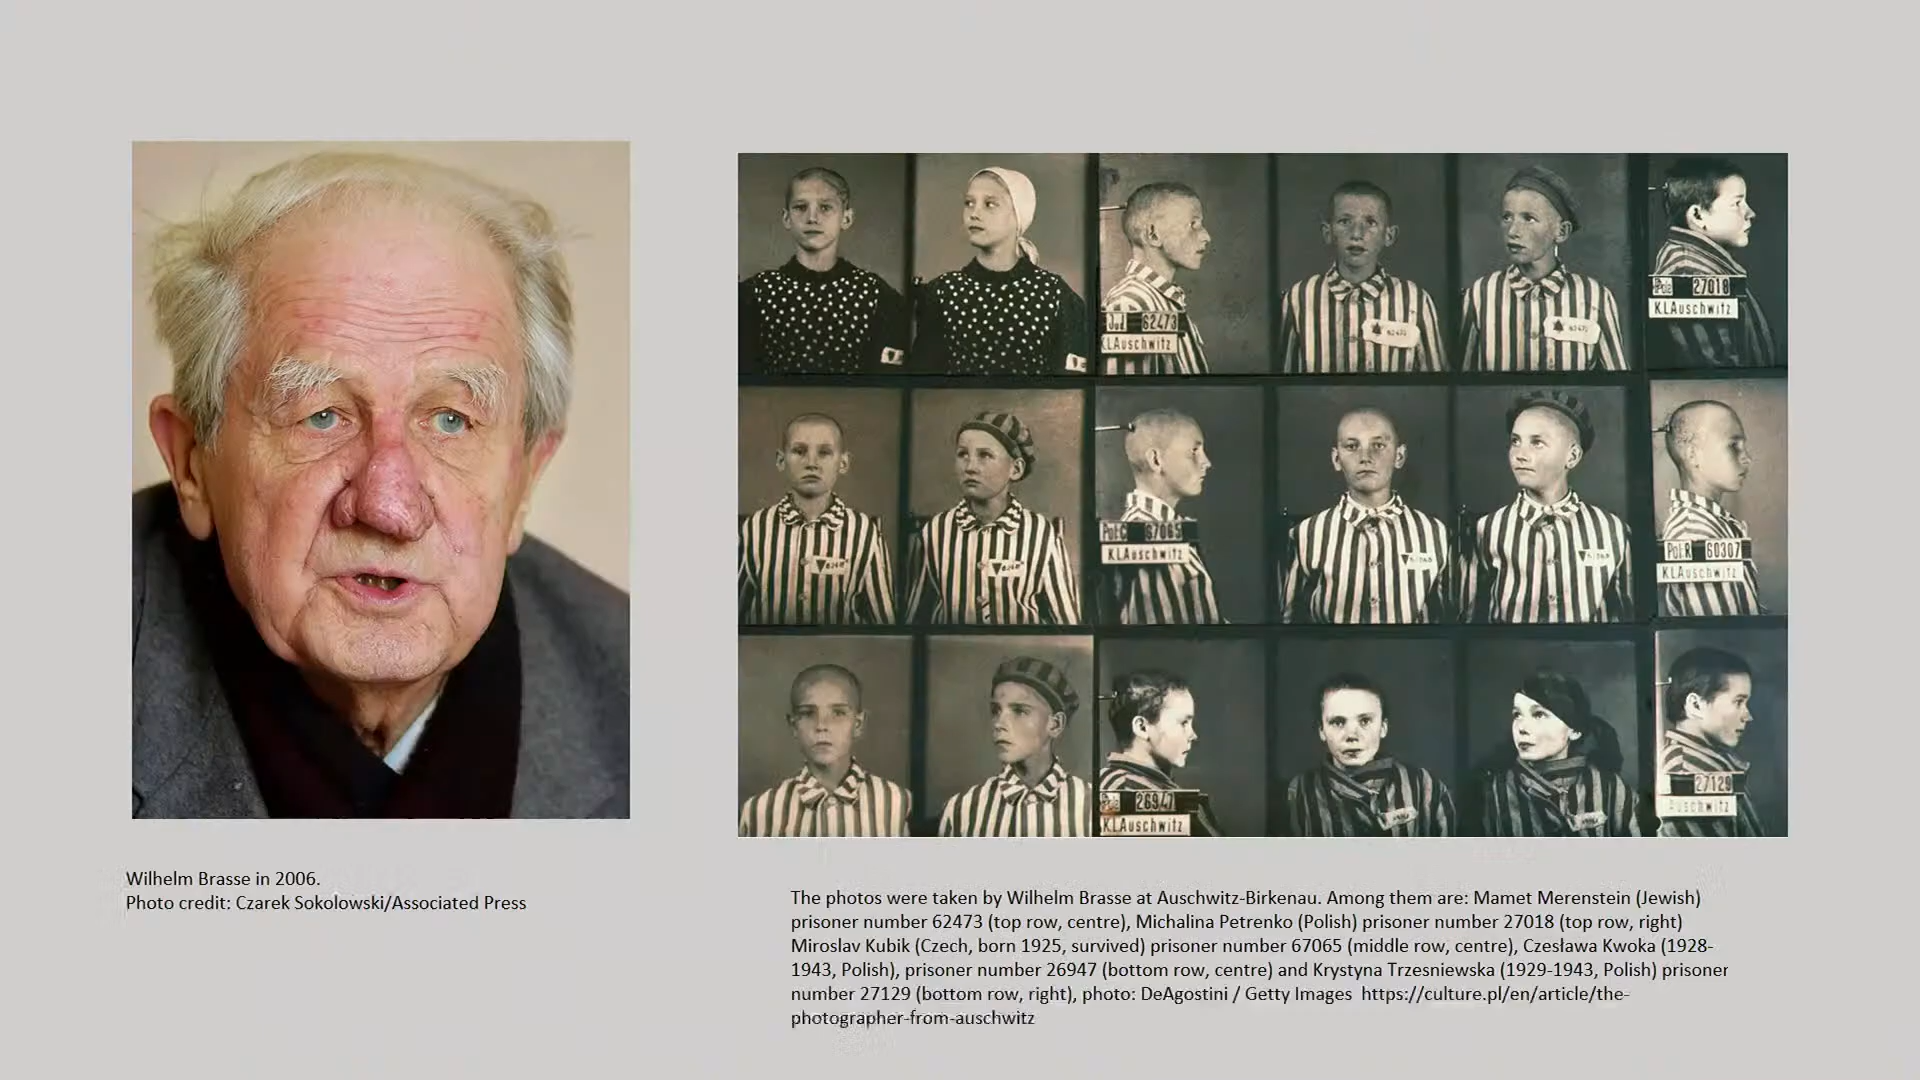 62473
KLAuschwitz
27018
K.L.Auschwitz
67065
K.L.Auschwitz
Pol:R 60307
K.L.Auschwitz
26947
K.L.Auschwitz
27129
Auschwitz
Wilhelm Brasse in 2006.
Photo credit: Czarek Sokolowski/Associated Press
The photos were taken by Wilhelm Brasse at Auschwitz-Birkenau. Among them are: Mamet Merenstein (Jewish)
prisoner number 62473 (top row, centre), Michalina Petrenko (Polish) prisoner number 27018 (top row, right)
Miroslav Kubik (Czech, born 1925, survived) prisoner number 67065 (middle row, centre), Czesława Kwoka (1928-
1943, Polish), prisoner number 26947 (bottom row, centre) and Krystyna Trzesniewska (1929-1943, Polish) prisoner
number 27129 (bottom row, right), photo: DeAgostini / Getty Images https://culture.pl/en/article/the-
photographer-from-auschwitz